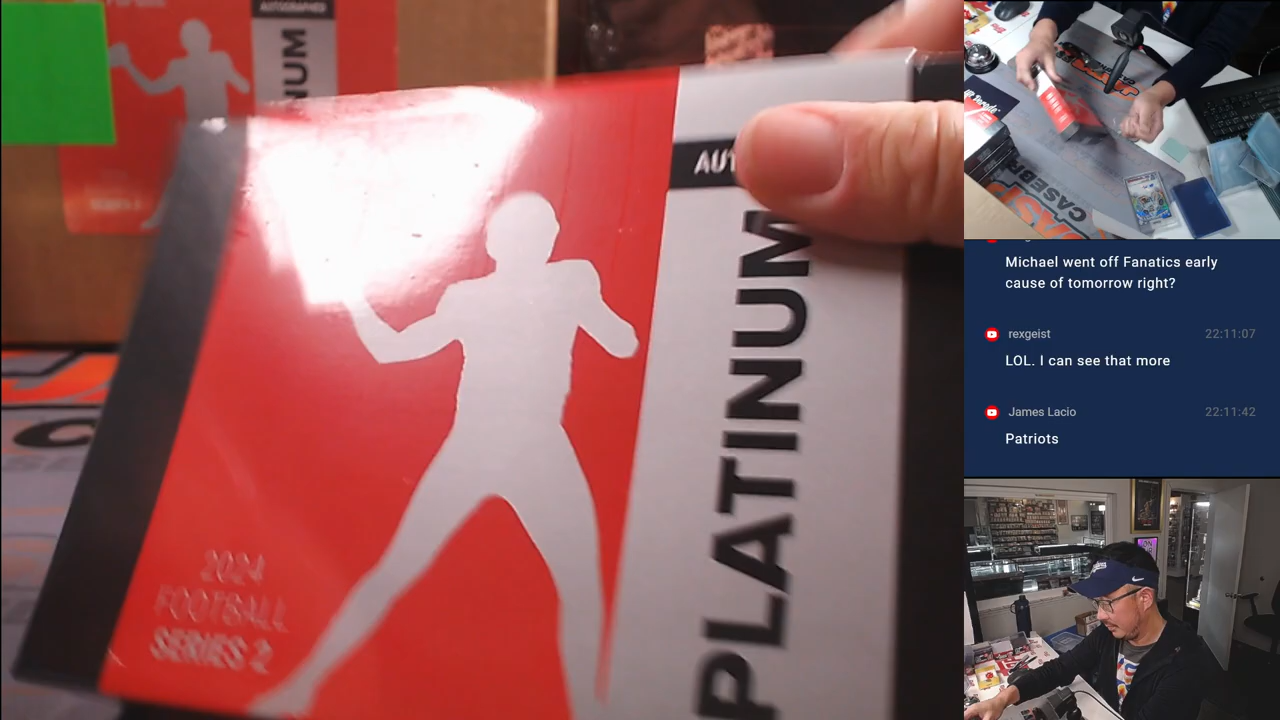 AUTOGRAPHED
NUM
AUT
PLATINUM
2024
FOOTBALL
SERIES 2
CASEBR
Michael went off Fanatics early
cause of tomorrow right?
rexgeist
22:11:07
LOL. I can see that more
James Lacio
22:11:42
Patriots